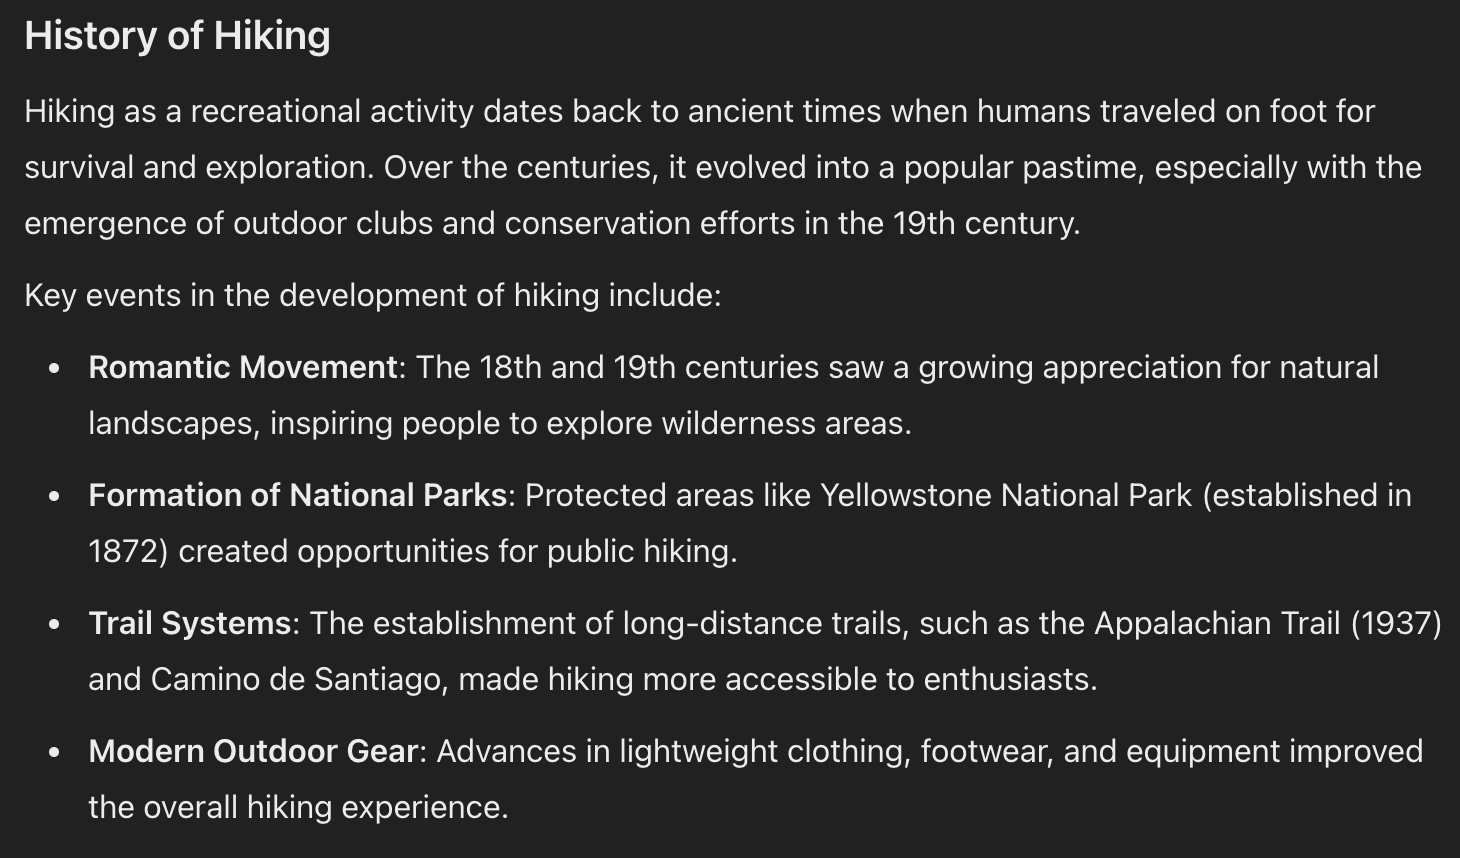 History of Hiking
Hiking as a recreational activity dates back to ancient times when humans traveled on foot for
survival and exploration. Over the centuries, it evolved into a popular pastime, especially with the
emergence of outdoor clubs and conservation efforts in the 19th century.
Key events in the development of hiking include:
• Romantic Movement: The 18th and 19th centuries saw a growing appreciation for natural
landscapes, inspiring people to explore wilderness areas.
• Formation of National Parks: Protected areas like Yellowstone National Park (established in
1872) created opportunities for public hiking.
• Trail Systems: The establishment of long-distance trails, such as the Appalachian Trail (1937)
and Camino de Santiago, made hiking more accessible to enthusiasts.
• Modern Outdoor Gear: Advances in lightweight clothing, footwear, and equipment improved
the overall hiking experience.